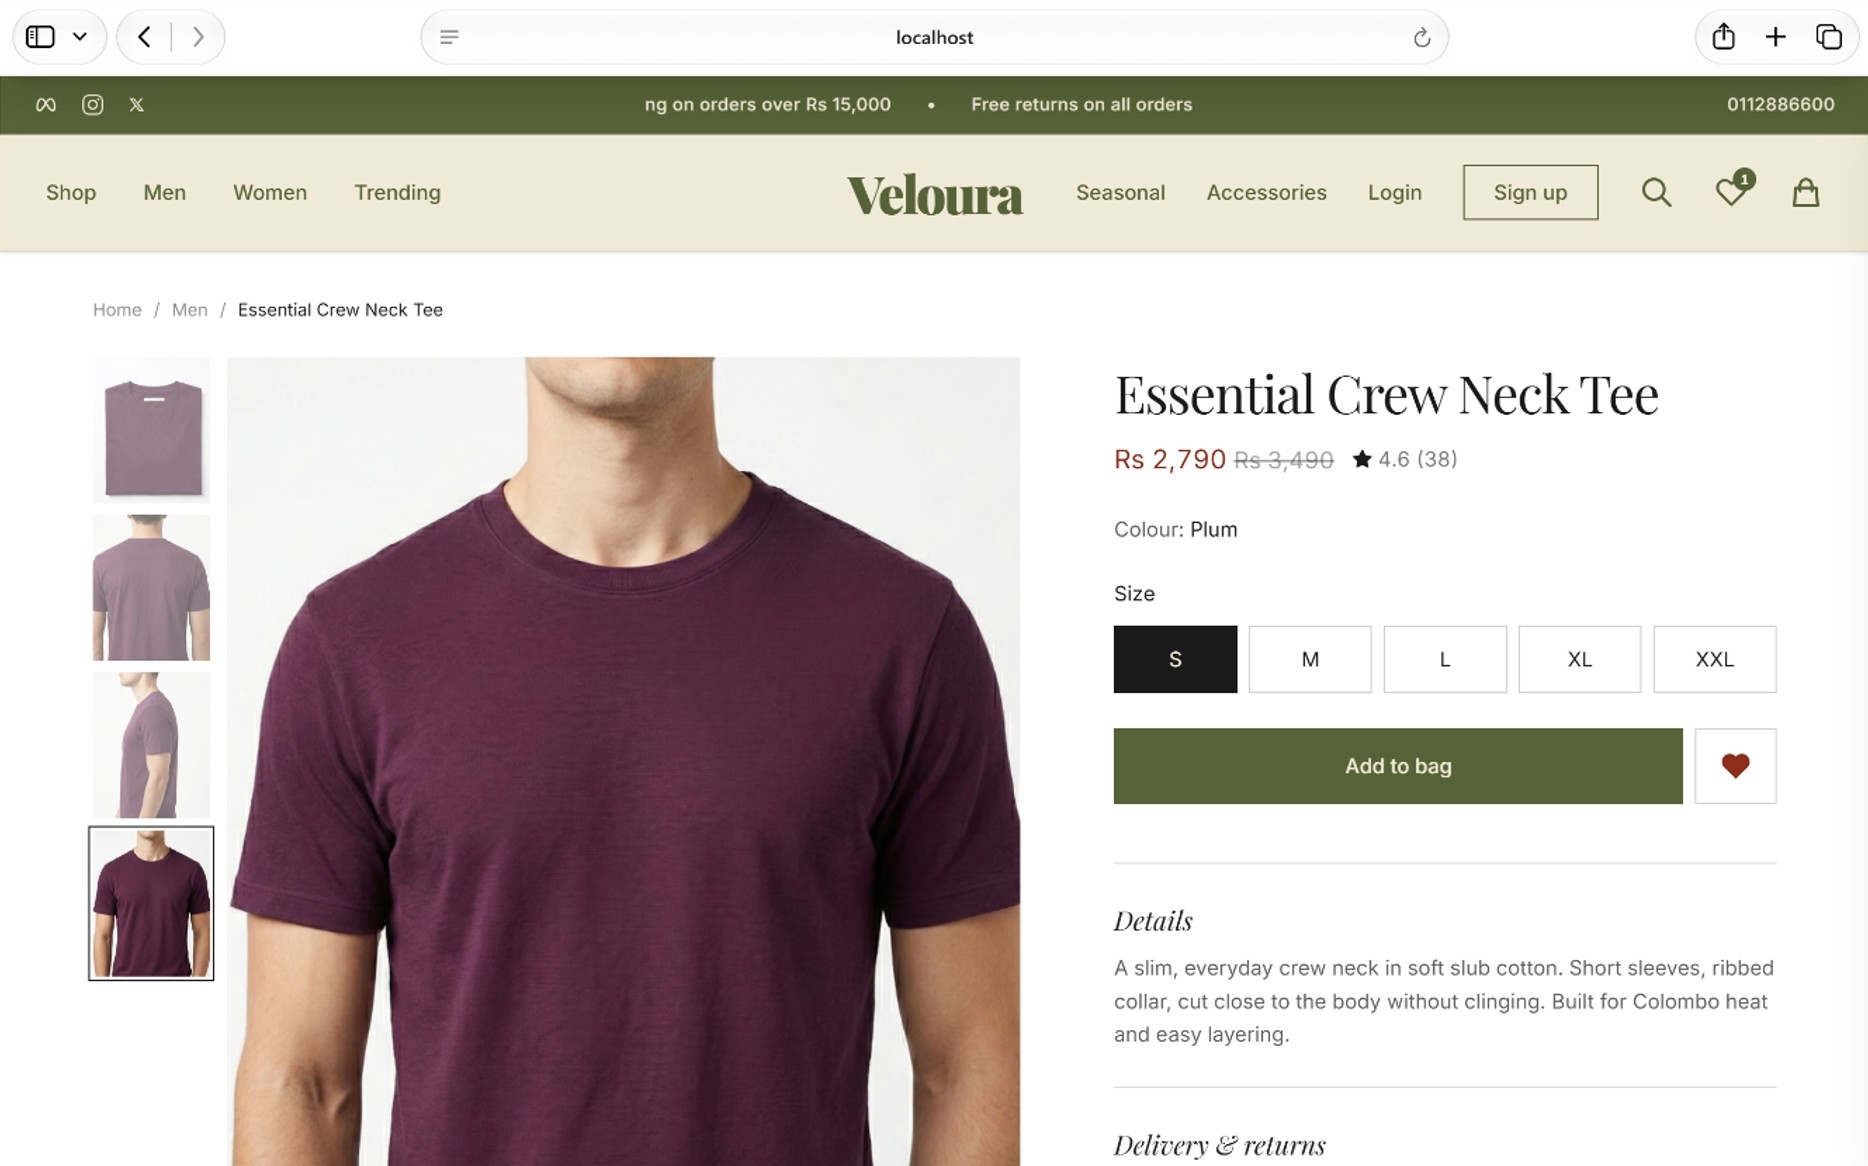 localhost
ng on orders over Rs 15,000 • Free returns on all orders
0112886600
Shop Men Women Trending
Veloura
Seasonal Accessories Login Sign up
1
Home / Men / Essential Crew Neck Tee
Essential Crew Neck Tee
Rs 2,790 Rs 3,490 ★ 4.6 (38)
Colour: Plum
Size
S M L XL XXL
Add to bag
Details
A slim, everyday crew neck in soft slub cotton. Short sleeves, ribbed
collar, cut close to the body without clinging. Built for Colombo heat
and easy layering.
Delivery & returns